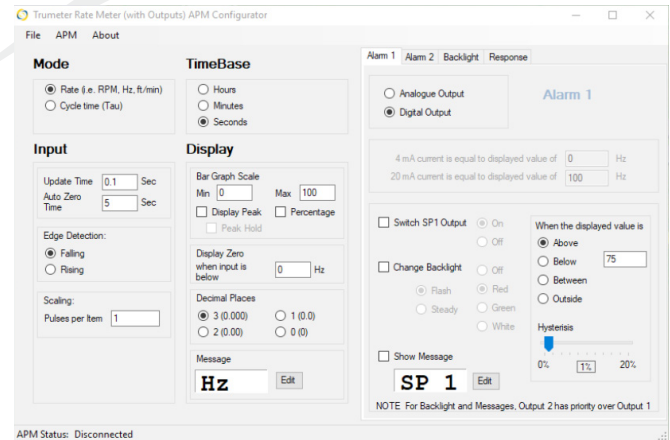 Trumeter Rate Meter (with Outputs) APM Configurator
File APM About
Mode
Rate (i.e. RPM, Hz, ft/min)
Cycle time (Tau)
TimeBase
Hours
Minutes
Seconds
Input
Update Time 0.1 Sec
Auto Zero Time 5 Sec
Edge Detection:
Falling
Rising
Scaling:
Pulses per Item 1
Display
Bar Graph Scale
Min 0 Max 100
Display Peak Percentage
Peak Hold
Display Zero
when input is
below 0 Hz
Decimal Places
3 (0.000) 1 (0.0)
2 (0.00) 0 (0)
Message
Hz Edit
Alarm 1 Alarm 2 Backlight Response
Analogue Output
Digital Output
Alarm 1
4 mA current is equal to displayed value of 0 Hz
20 mA current is equal to displayed value of 100 Hz
Switch SP1 Output On
Off
Change Backlight Off
Flash Red
Steady Green
White
Show Message
SP 1 Edit
When the displayed value is
Above
Below 75
Between
Outside
Hysterisis
0% 1% 20%
NOTE For Backlight and Messages, Output 2 has priority over Output 1
APM Status: Disconnected